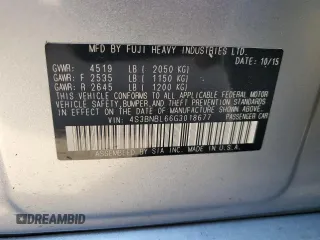 MFD BY FUJI HEAVY INDUSTRIES LTD.
DATE: 10/15
GVWR: 4519 LB ( 2050 KG)
GAWR: F 2535 LB ( 1150 KG)
GAWR: R 2645 LB ( 1200 KG)
THIS VEHICLE CONFORMS TO ALL APPLICABLE FEDERAL MOTOR
VEHICLE SAFETY, BUMPER, AND THEFT PREVENTION STANDARDS IN
EFFECT ON THE DATE OF MANUFACTURE SHOWN ABOVE.
VIN: 4S3BNBL66G3018677 PASSENGER CAR
ASSEMBLED BY SIA INC. MADE IN U.S.A.
DREAMBID
DREAMBID.COM